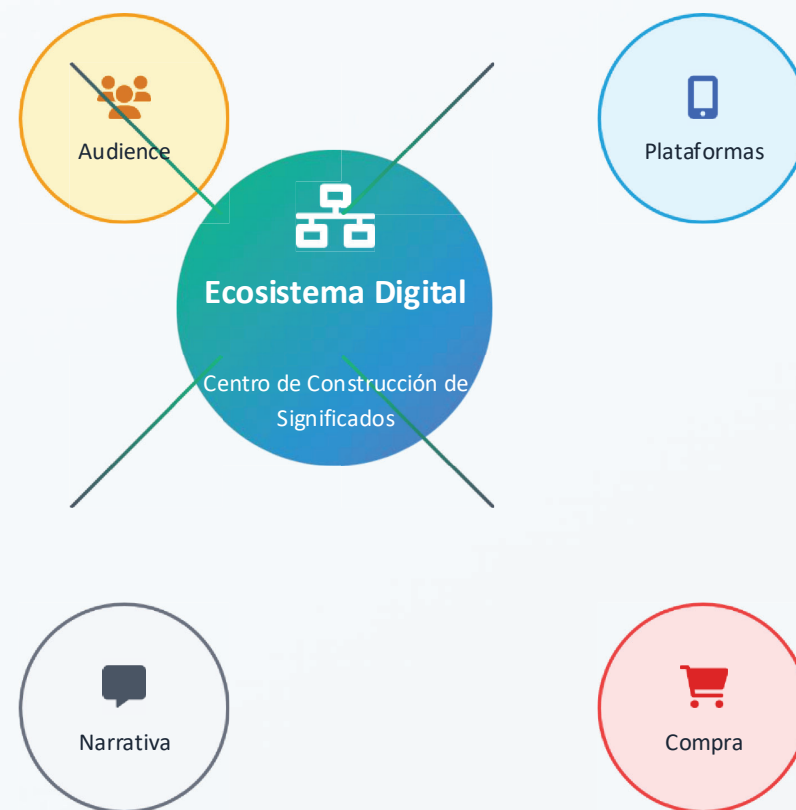 Audience
Plataformas
Ecosistema Digital
Centro de Construcción de
Significados
Narrativa
Compra